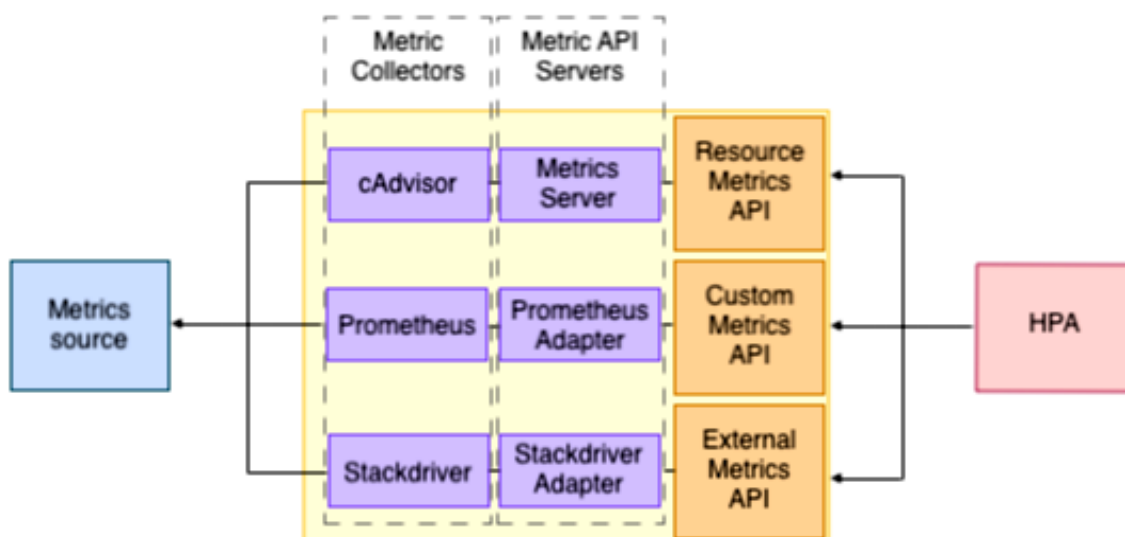 Metric
Collectors
Metric API
Servers
cAdvisor
Metrics
Server
Resource
Metrics
API
Metrics
source
Prometheus
Prometheus
Adapter
Custom
Metrics
API
HPA
Stackdriver
Stackdriver
Adapter
External
Metrics
API